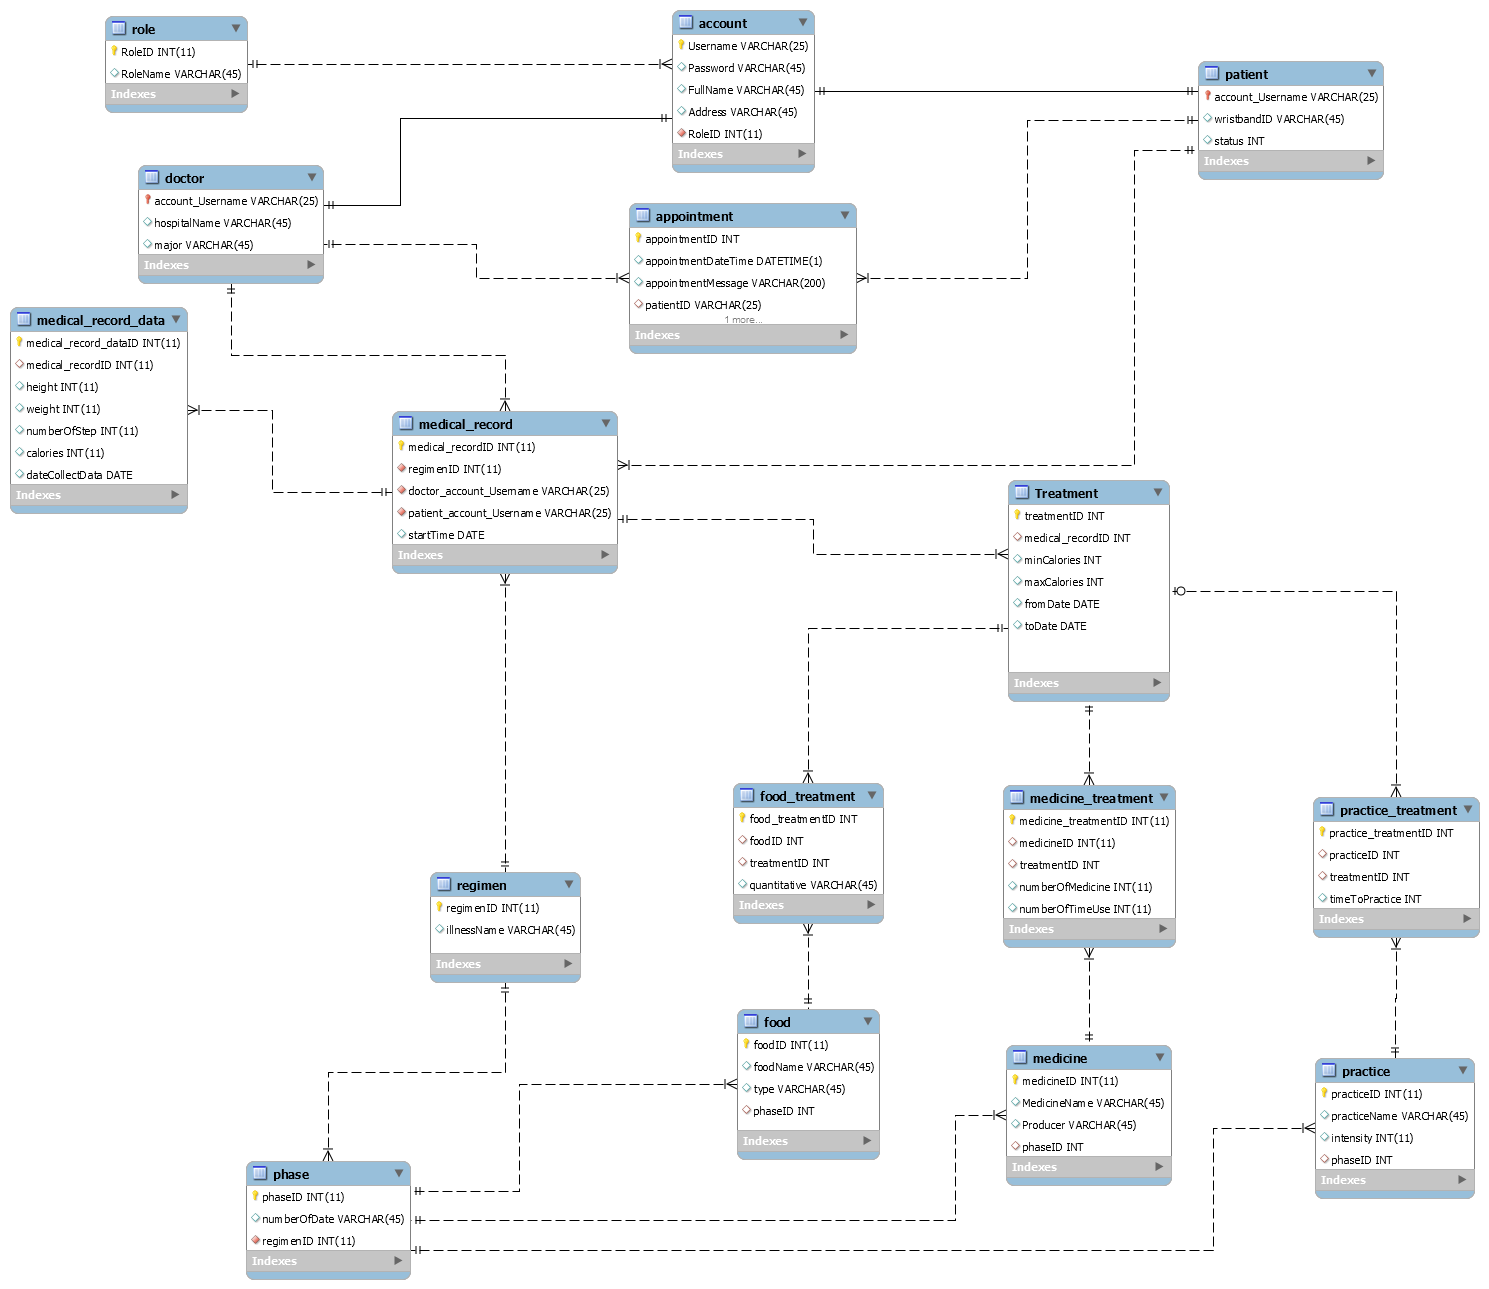 role
RoleID INT(11)
RoleName VARCHAR(45)
Indexes
account
Username VARCHAR(25)
Password VARCHAR(45)
FullName VARCHAR(45)
Address VARCHAR(45)
RoleID INT(11)
Indexes
patient
account_Username VARCHAR(25)
wristbandID VARCHAR(45)
status INT
Indexes
doctor
account_Username VARCHAR(25)
hospitalName VARCHAR(45)
major VARCHAR(45)
Indexes
appointment
appointmentID INT
appointmentDateTime DATETIME(1)
appointmentMessage VARCHAR(200)
patientID VARCHAR(25)
1 more...
Indexes
medical_record_data
medical_record_dataID INT(11)
medical_recordID INT(11)
height INT(11)
weight INT(11)
numberOfStep INT(11)
calories INT(11)
dateCollectData DATE
Indexes
medical_record
medical_recordID INT(11)
regimenID INT(11)
doctor_account_Username VARCHAR(25)
patient_account_Username VARCHAR(25)
startTime DATE
Indexes
Treatment
treatmentID INT
medical_recordID INT
minCalories INT
maxCalories INT
fromDate DATE
toDate DATE
Indexes
food_treatment
food_treatmentID INT
foodID INT
treatmentID INT
quantitative VARCHAR(45)
Indexes
medicine_treatment
medicine_treatmentID INT(11)
medicineID INT(11)
treatmentID INT
numberOfMedicine INT(11)
numberOfTimeUse INT(11)
Indexes
practice_treatment
practice_treatmentID INT
practiceID INT
treatmentID INT
timeToPractice INT
Indexes
regimen
regimenID INT(11)
illnessName VARCHAR(45)
Indexes
food
foodID INT(11)
foodName VARCHAR(45)
type VARCHAR(45)
phaseID INT
Indexes
medicine
medicineID INT(11)
MedicineName VARCHAR(45)
Producer VARCHAR(45)
phaseID INT
Indexes
practice
practiceID INT(11)
practiceName VARCHAR(45)
intensity INT(11)
phaseID INT
Indexes
phase
phaseID INT(11)
numberOfDate VARCHAR(45)
regimenID INT(11)
Indexes